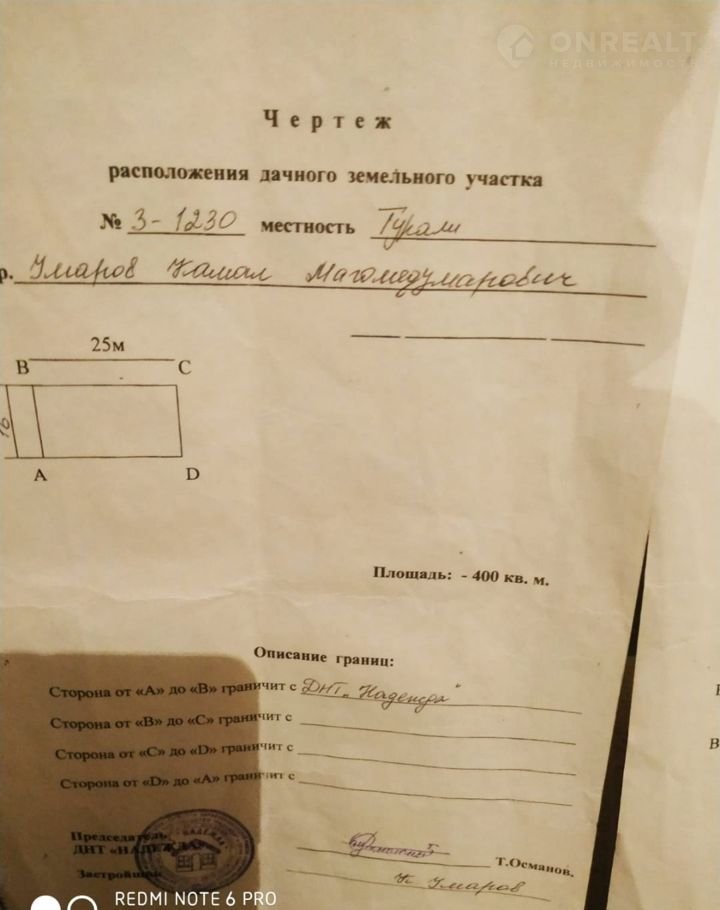 ONREALT
НЕДВИЖИМОСТЬ
Чертеж
расположения дачного земельного участка
№ 3-1230 местность Турали
р. Умаров Камал Магомедумарович
25м
В С
16
А D
Площадь: - 400 кв. м.
Описание границ:
Сторона от «А» до «В» граничит с ДНТ "Надежда"
Сторона от «В» до «С» граничит с
Сторона от «С» до «D» граничит с
Сторона от «D» до «А» граничит с
Председатель
ДНТ «НАДЕЖДА»
Т.Османов.
Застройщик
К Умаров
НАДЕЖДА
REDMI NOTE 6 PRO
В